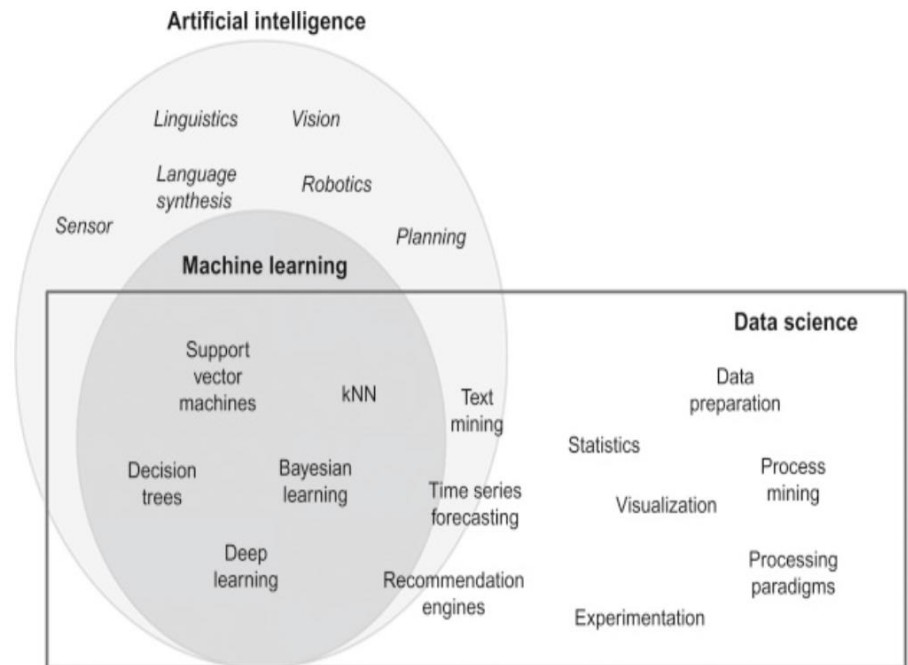 Artificial intelligence
Linguistics
Vision
Language
synthesis
Robotics
Sensor
Planning
Machine learning
Data science
Support
vector
machines
kNN
Text
mining
Data
preparation
Statistics
Decision
trees
Bayesian
learning
Time series
forecasting
Visualization
Process
mining
Deep
learning
Recommendation
engines
Experimentation
Processing
paradigms